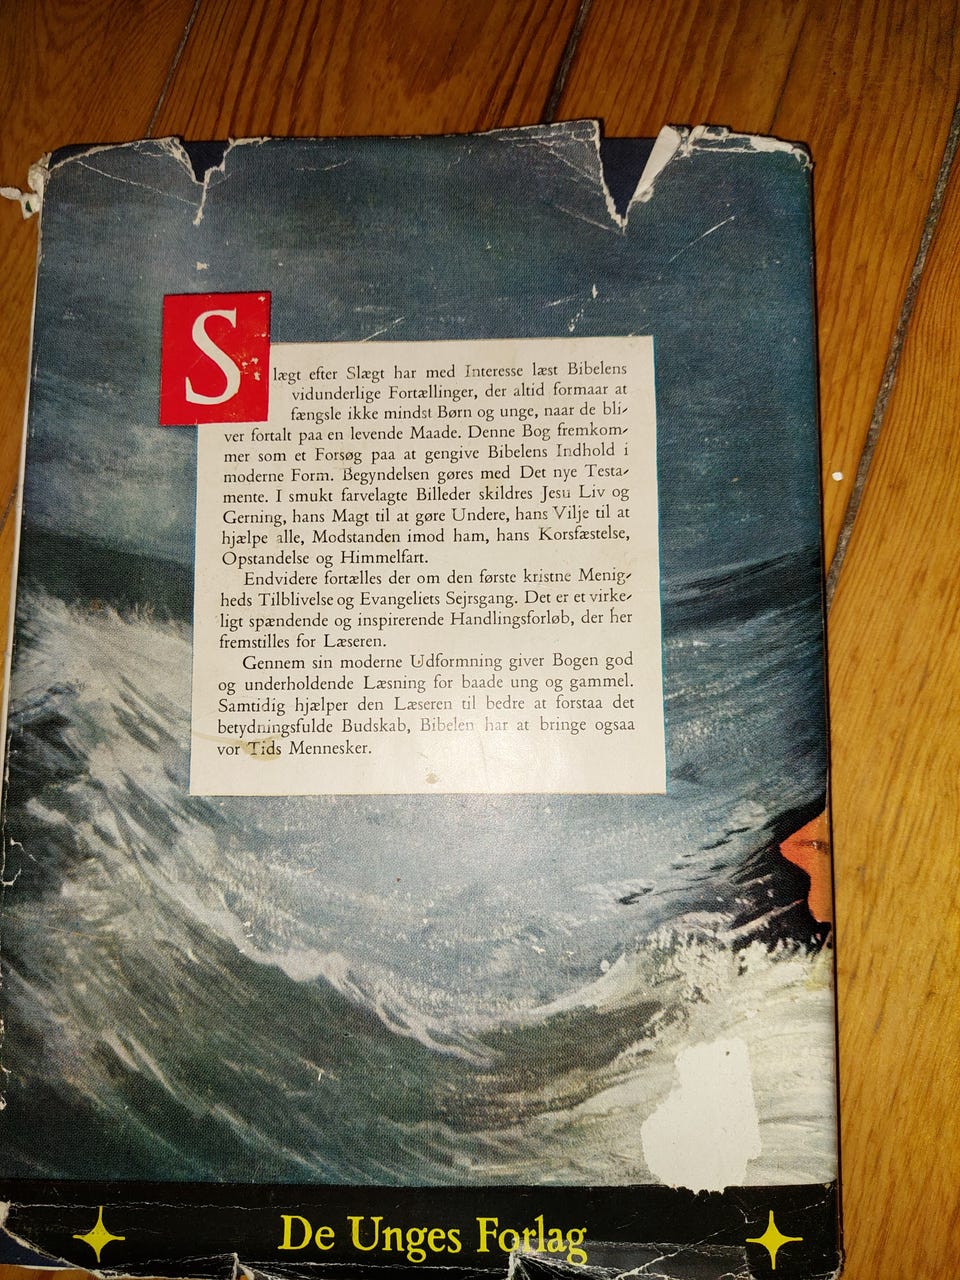 Slægt efter Slægt har med Interesse læst Bibelens
vidunderlige Fortællinger, der altid formaar at
fængsle ikke mindst Børn og unge, naar de bli-
ver fortalt paa en levende Maade. Denne Bog fremkom-
mer som et Forsøg paa at gengive Bibelens Indhold i
moderne Form. Begyndelsen gøres med Det nye Testa-
mente. I smukt farvelagte Billeder skildres Jesu Liv og
Gerning, hans Magt til at gøre Undere, hans Vilje til at
hjælpe alle, Modstanden imod ham, hans Korsfæstelse,
Opstandelse og Himmelfart.
Endvidere fortælles der om den første kristne Menig-
heds Tilblivelse og Evangeliets Sejrsgang. Det er et virke-
ligt spændende og inspirerende Handlingsforløb, der her
fremstilles for Læseren.
Gennem sin moderne Udformning giver Bogen god
og underholdende Læsning for baade ung og gammel.
Samtidig hjælper den Læseren til bedre at forstaa det
betydningsfulde Budskab, Bibelen har at bringe ogsaa
vor Tids Mennesker.
De Unges Forlag